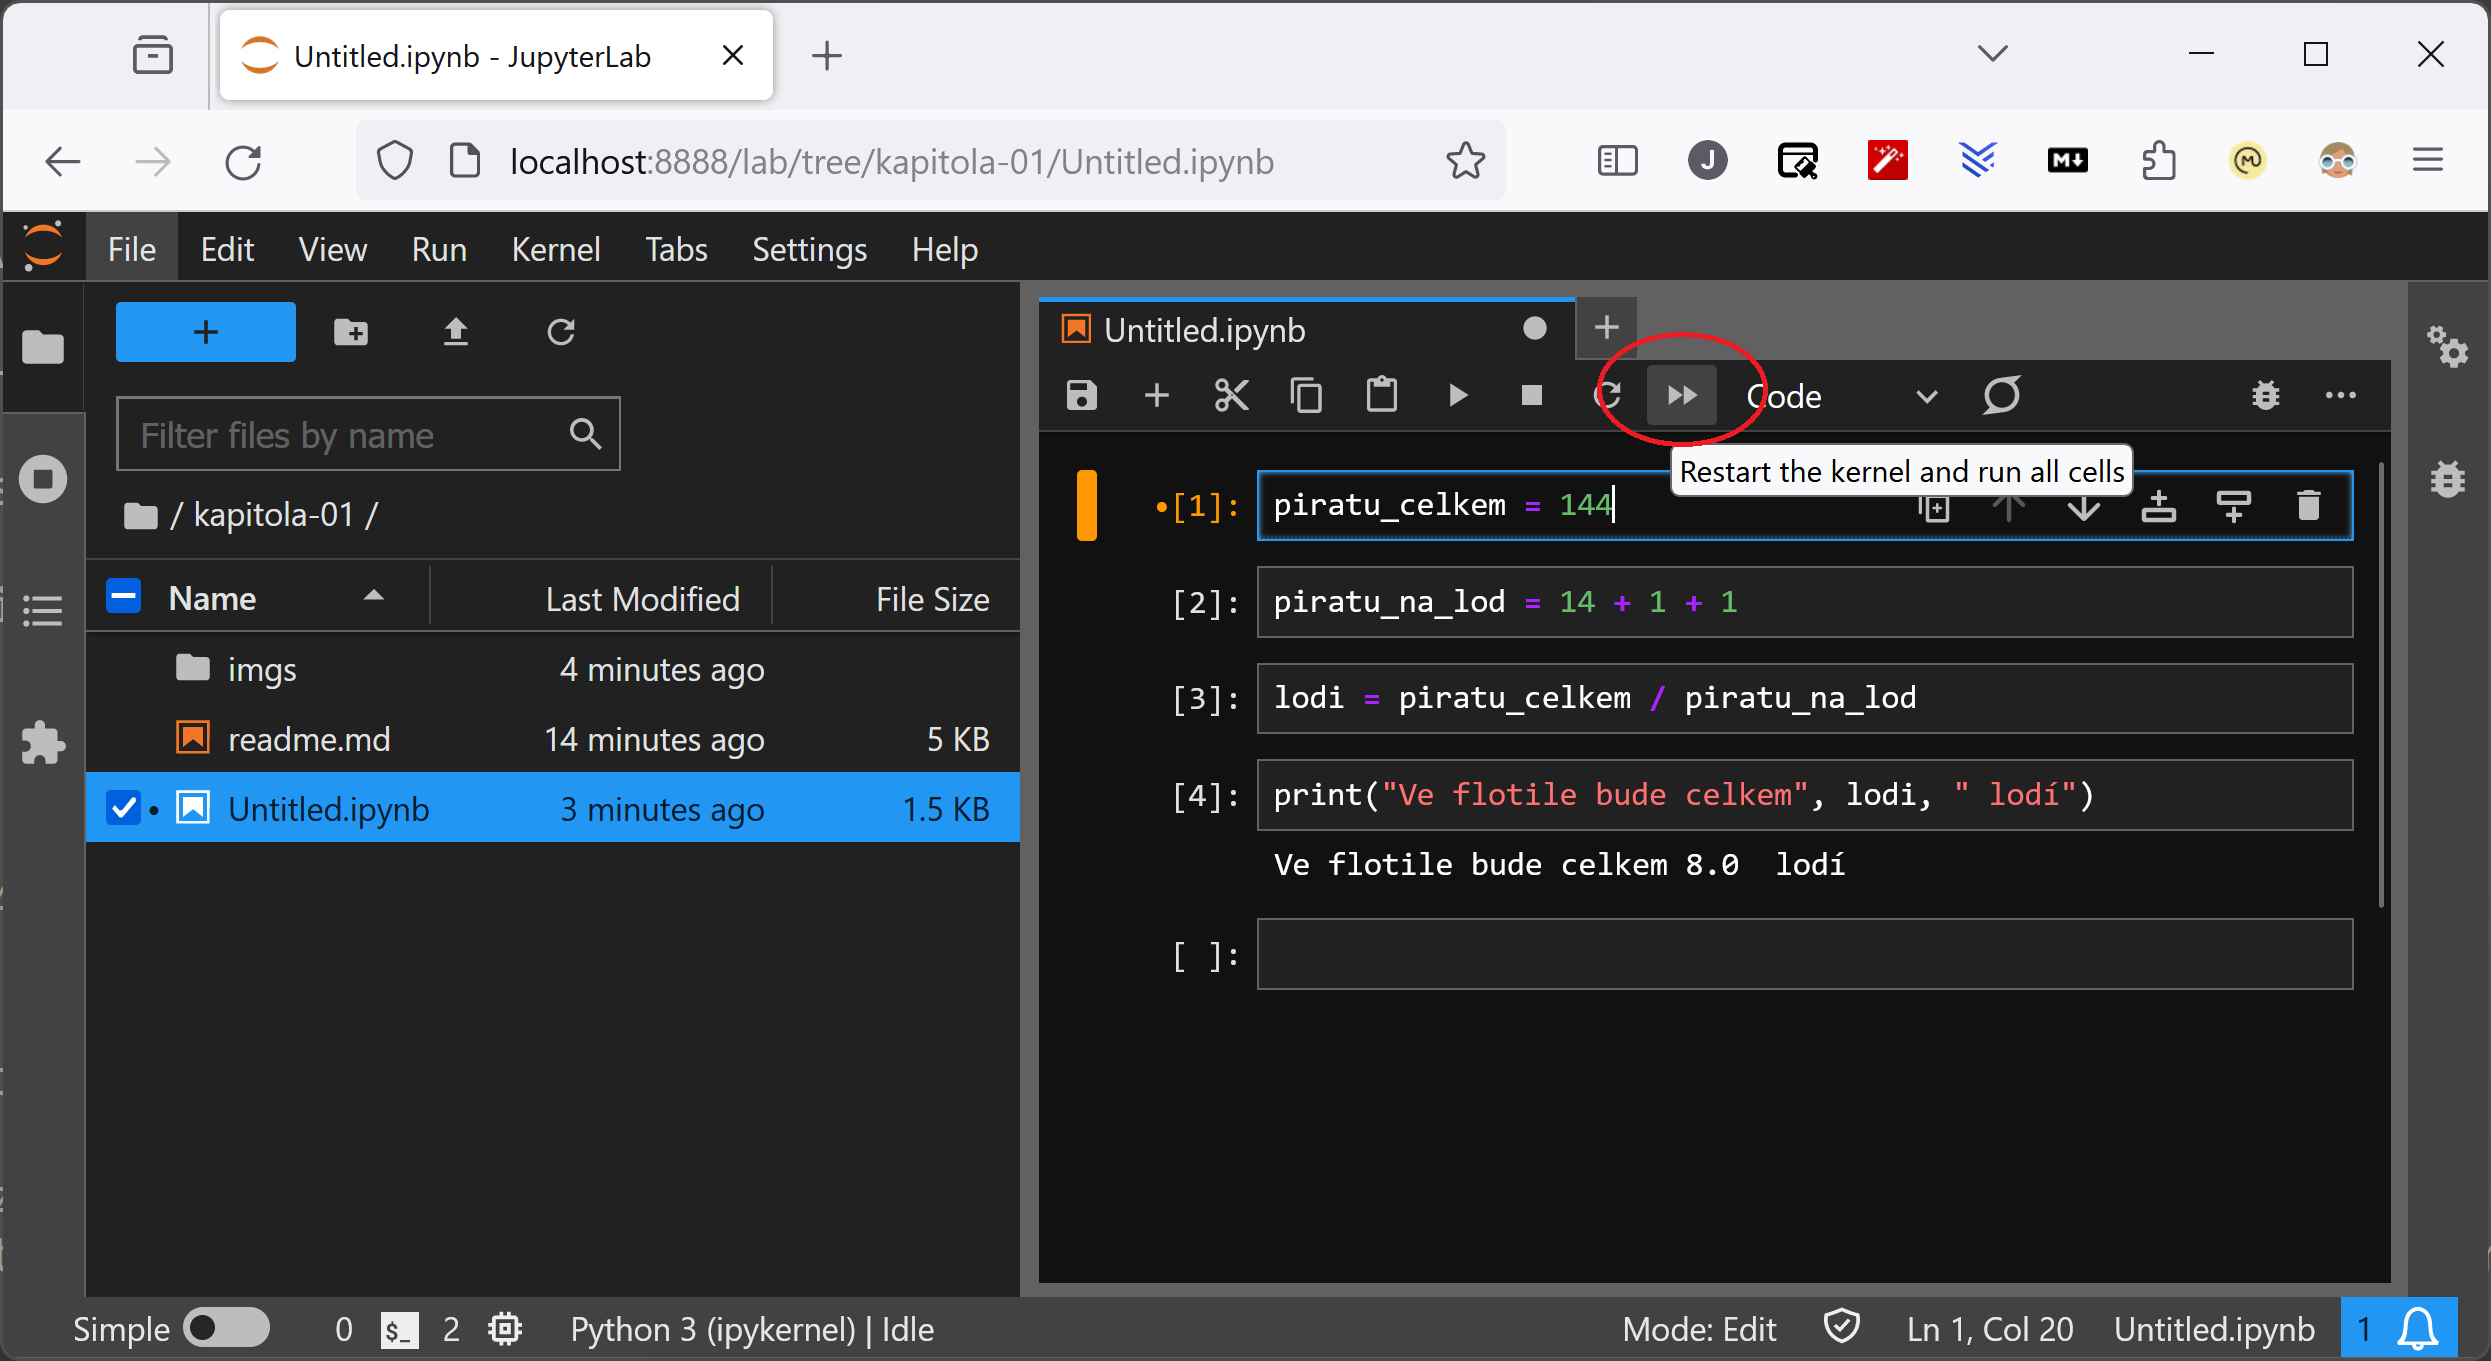 Untitled.ipynb - JupyterLab
localhost:8888/lab/tree/kapitola-01/Untitled.ipynb
J
M
File Edit View Run Kernel Tabs Settings Help
Filter files by name
/ kapitola-01 /
Name Last Modified File Size
imgs 4 minutes ago
readme.md 14 minutes ago 5 KB
Untitled.ipynb 3 minutes ago 1.5 KB
Untitled.ipynb
Code
Restart the kernel and run all cells
[1]: piratu_celkem = 144
[2]: piratu_na_lod = 14 + 1 + 1
[3]: lodi = piratu_celkem / piratu_na_lod
[4]: print("Ve flotile bude celkem", lodi, " lodí")
Ve flotile bude celkem 8.0  lodí
[ ]:
Simple 0 $_ 2 Python 3 (ipykernel) | Idle Mode: Edit Ln 1, Col 20 Untitled.ipynb 1